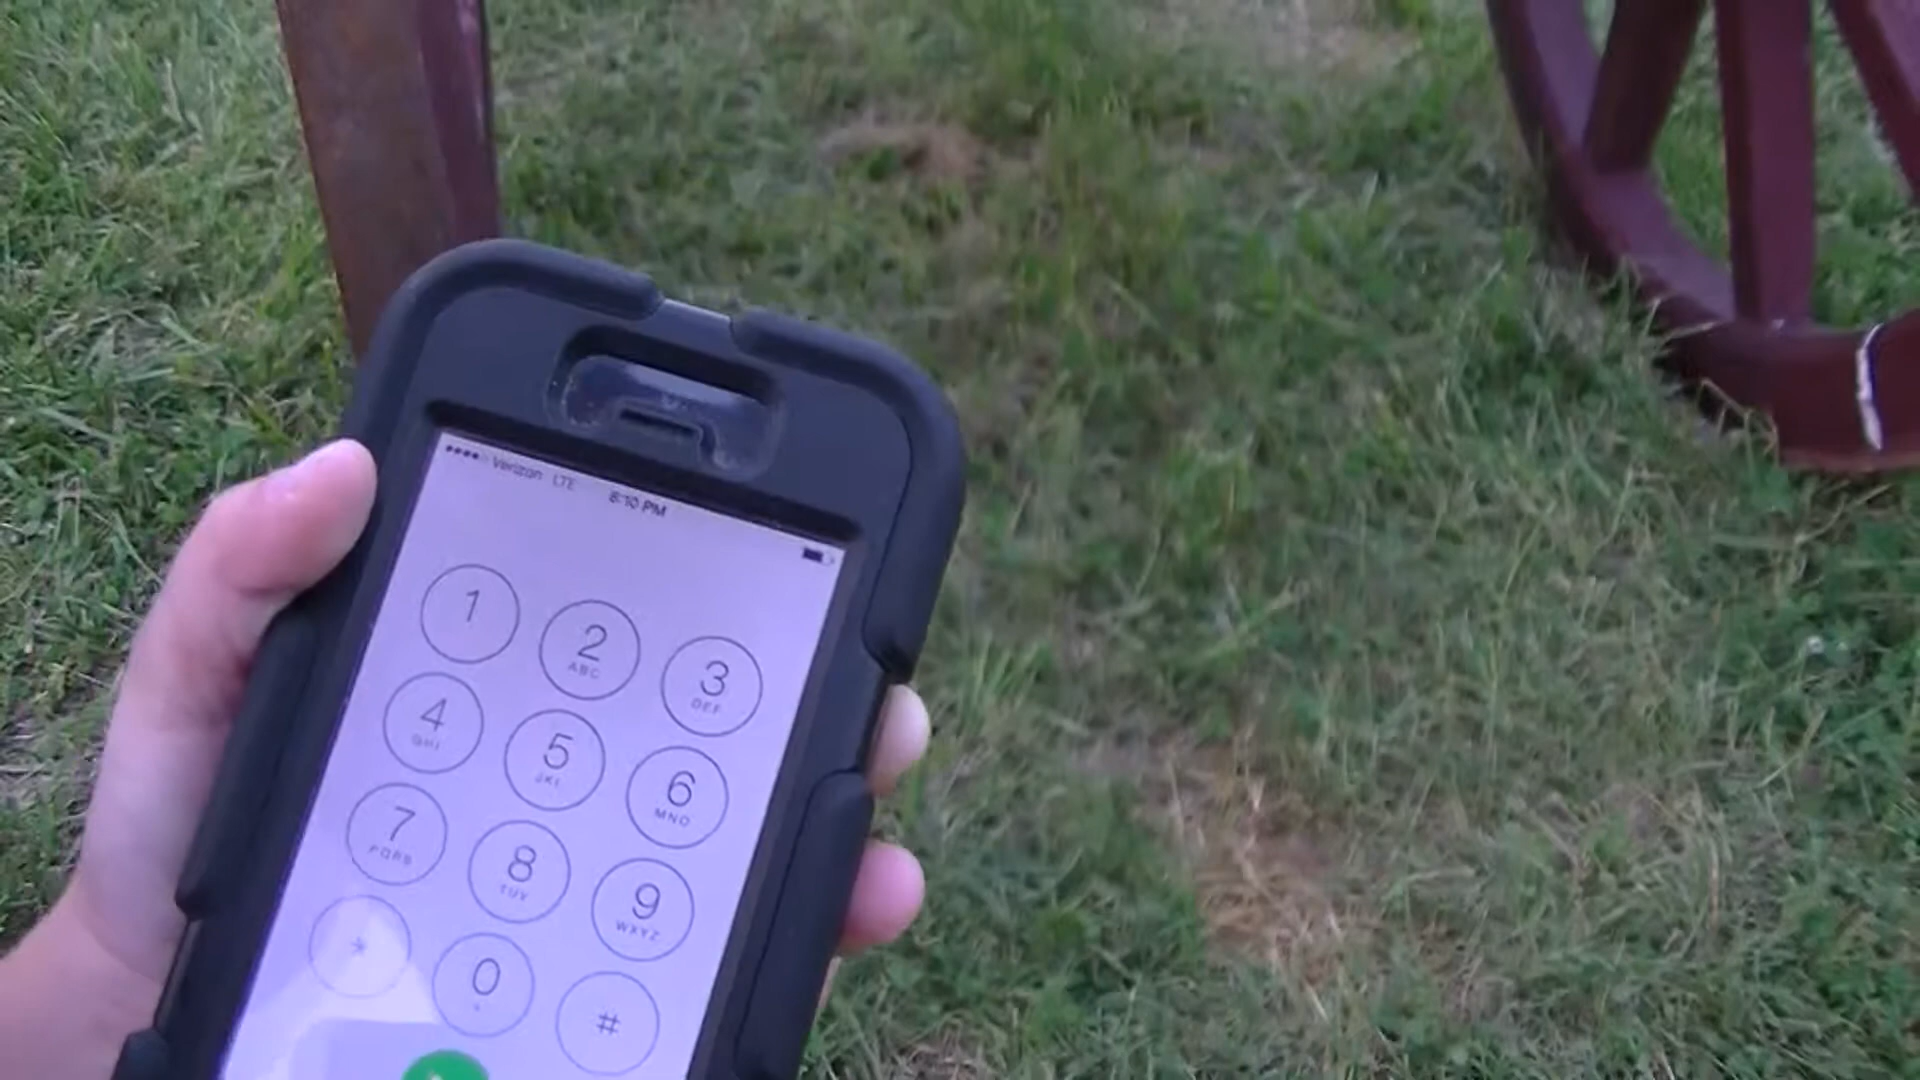 Verizon LTE 8:10 PM
1 2 3
ABC DEF
4 5 6
GHI JKL MNO
7 8 9
PQRS TUV WXYZ
* 0 #
+